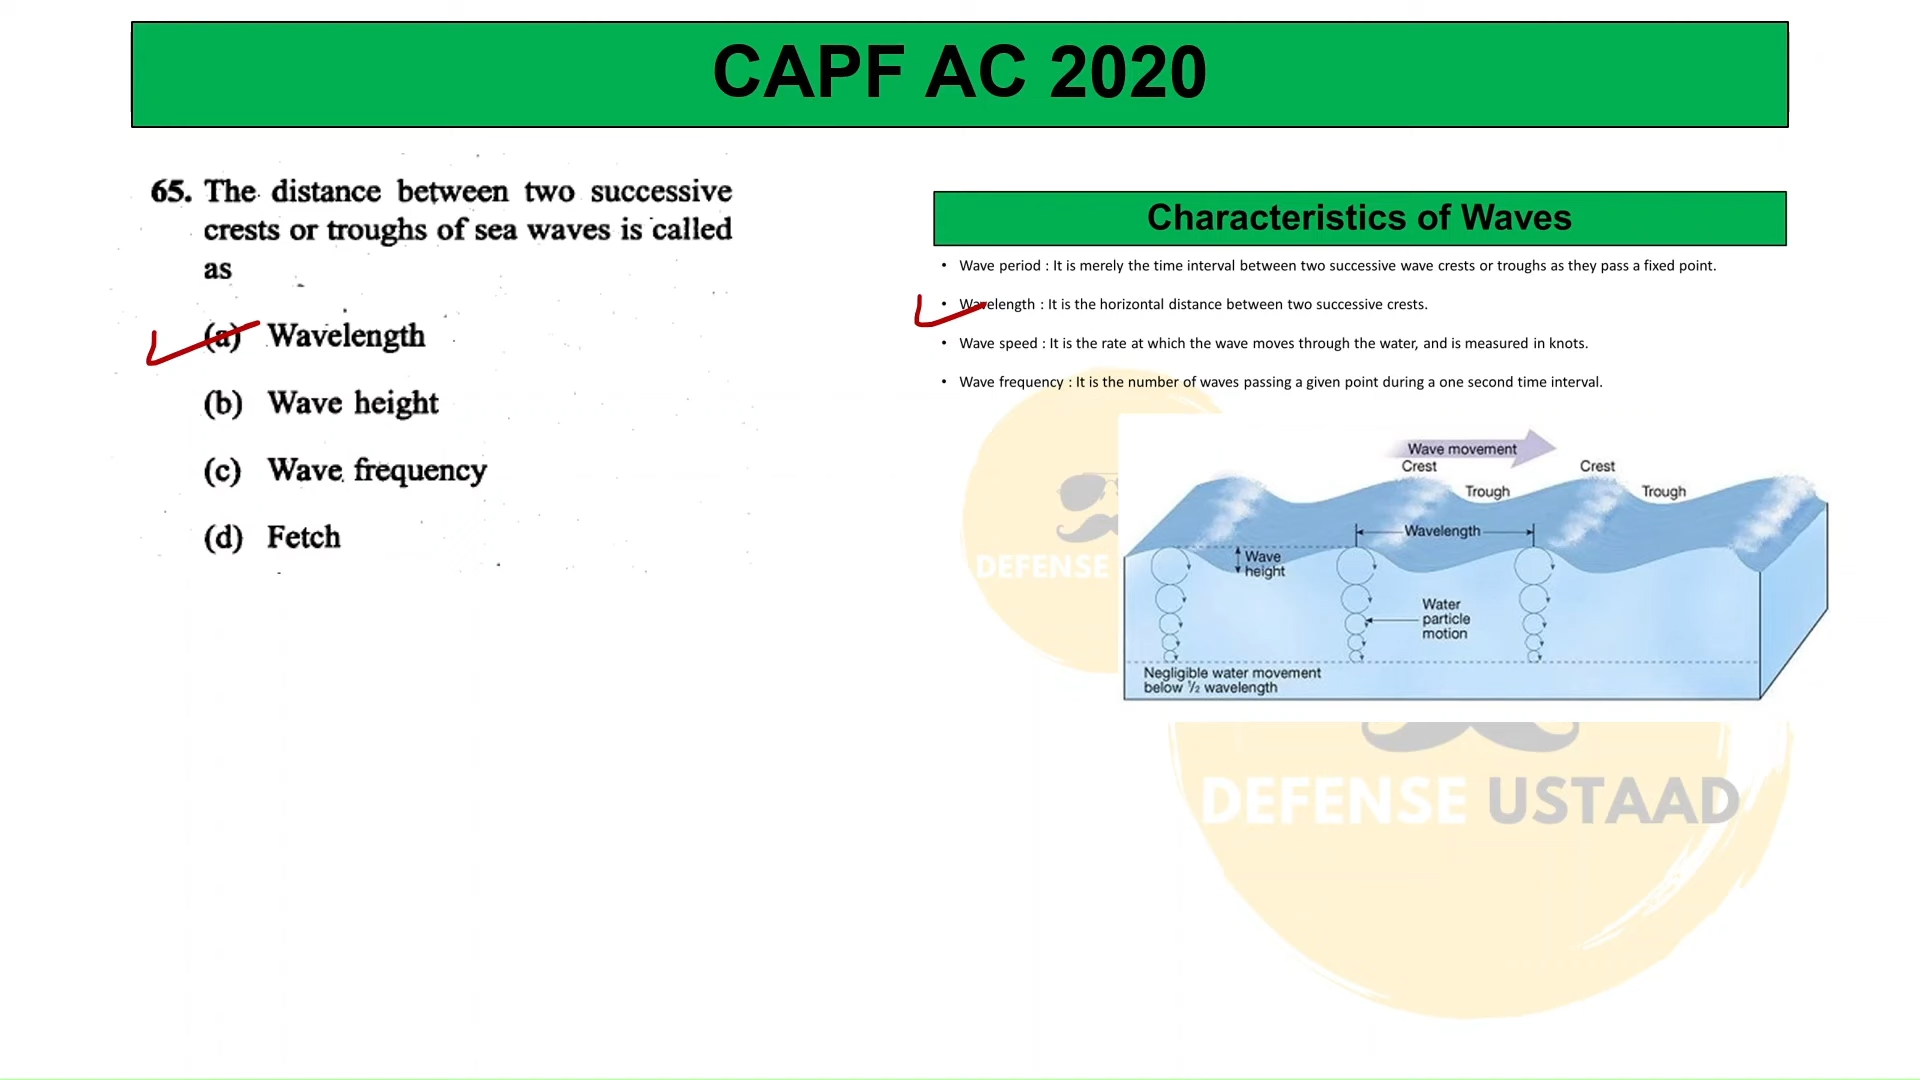 CAPF AC 2020
65. The distance between two successive
crests or troughs of sea waves is called
as
(a) Wavelength
(b) Wave height
(c) Wave frequency
(d) Fetch
Characteristics of Waves
• Wave period : It is merely the time interval between two successive wave crests or troughs as they pass a fixed point.
• Wavelength : It is the horizontal distance between two successive crests.
• Wave speed : It is the rate at which the wave moves through the water, and is measured in knots.
• Wave frequency : It is the number of waves passing a given point during a one second time interval.
Wave movement
Crest
Crest
Trough
Trough
Wavelength
Wave
height
Water
particle
motion
Negligible water movement
below ½ wavelength
DEFENSE
DEFENSE USTAAD